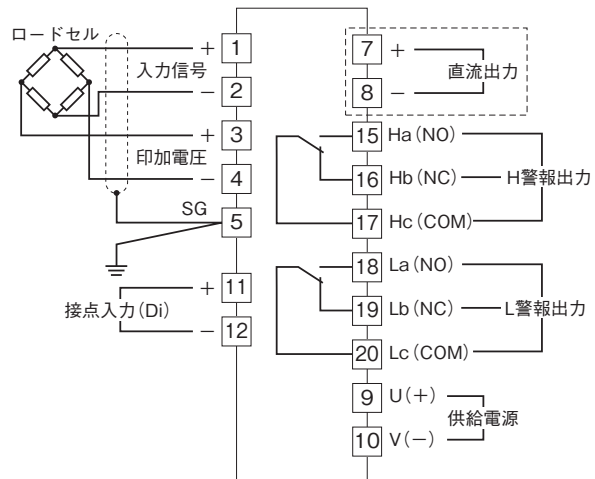 ロードセル
+ 1
入力信号
− 2
+ 3
印加電圧
− 4
SG
5
+ 11
接点入力(Di)
− 12
7 +
直流出力
8 −
15 Ha(NO)
16 Hb(NC) H警報出力
17 Hc(COM)
18 La(NO)
19 Lb(NC) L警報出力
20 Lc(COM)
9 U(+)
供給電源
10 V(−)